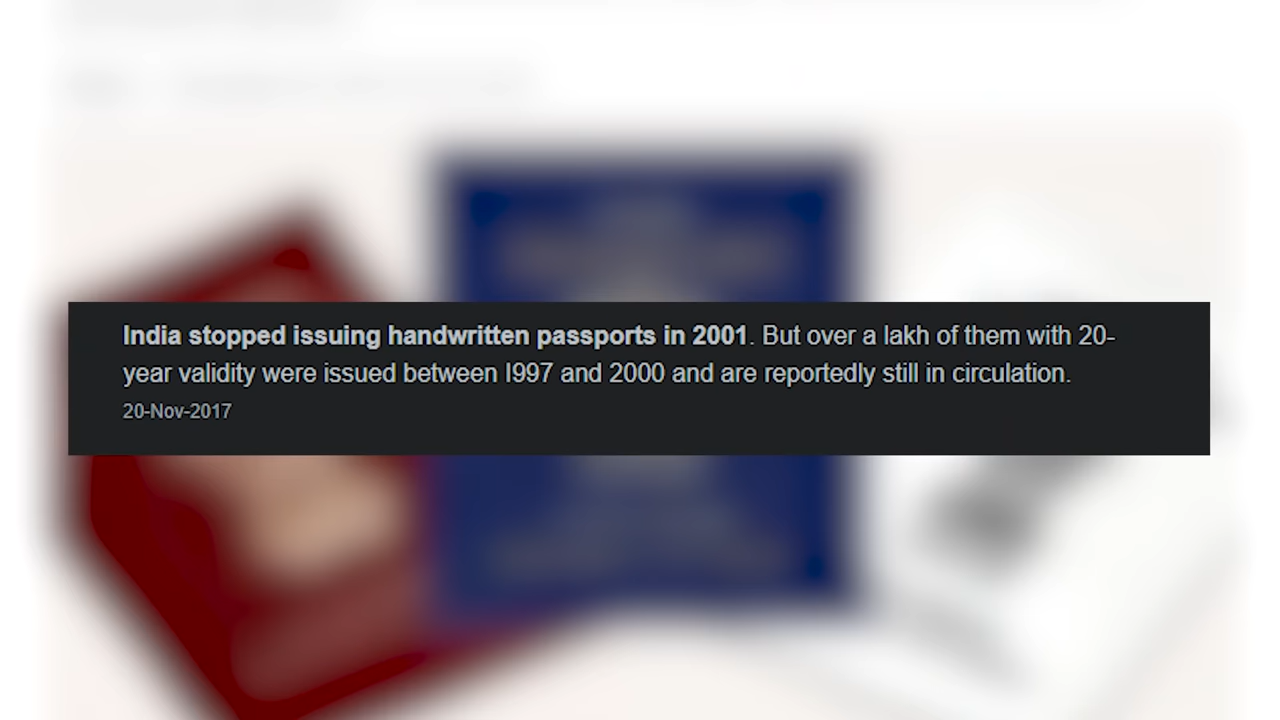 India stopped issuing handwritten passports in 2001. But over a lakh of them with 20-
year validity were issued between I997 and 2000 and are reportedly still in circulation.
20-Nov-2017